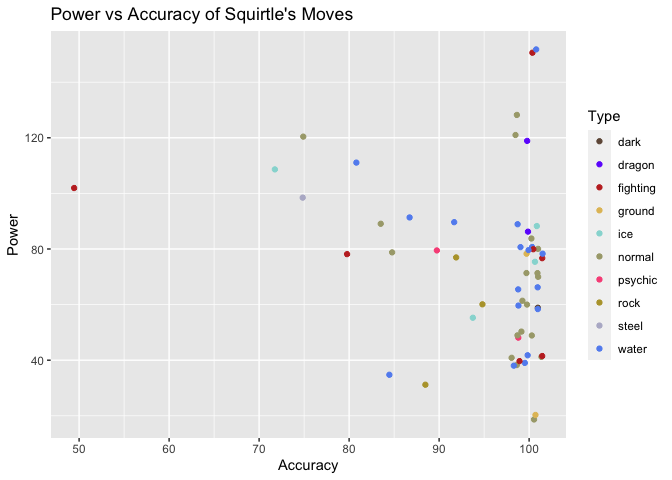 Power vs Accuracy of Squirtle's Moves
Power
120
80
40
50 60 70 80 90 100
Accuracy
Type
dark
dragon
fighting
ground
ice
normal
psychic
rock
steel
water